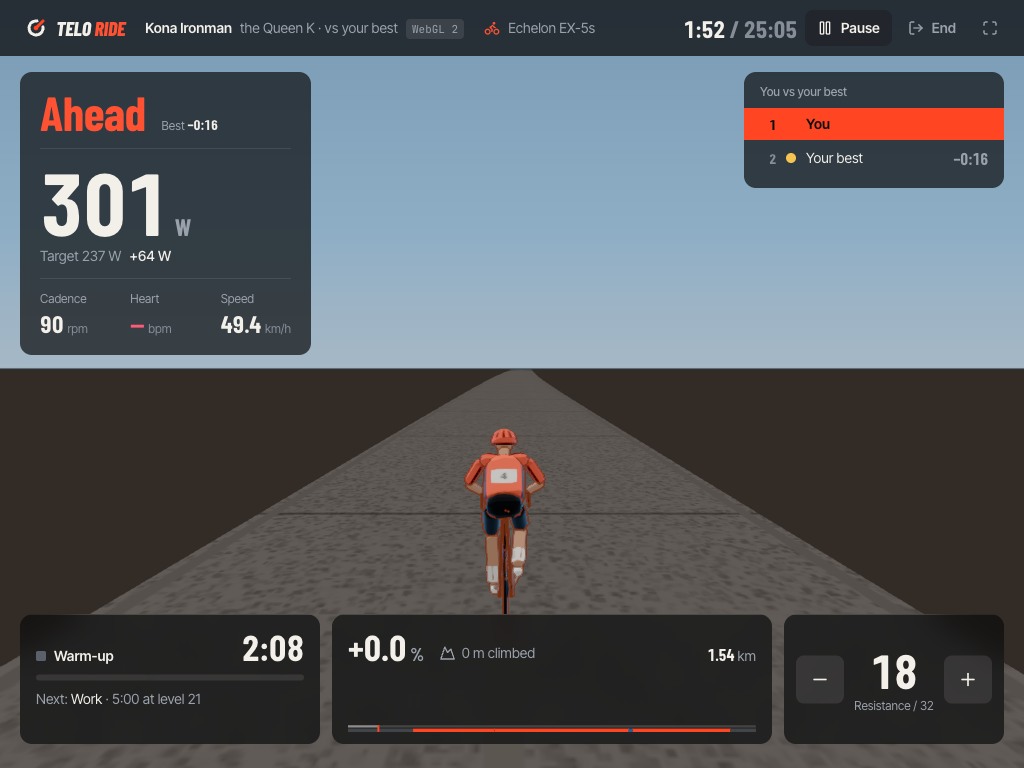 TELO RIDE Kona Ironman the Queen K · vs your best WebGL 2 Echelon EX-5s 1:52 / 25:05 Pause End
Ahead Best −0:16
301 W
Target 237 W +64 W
Cadence Heart Speed
90 rpm — bpm 49.4 km/h
You vs your best
1 You
2 Your best −0:16
4
Warm-up 2:08
Next: Work · 5:00 at level 21
+0.0 % 0 m climbed 1.54 km
− 18 +
Resistance / 32